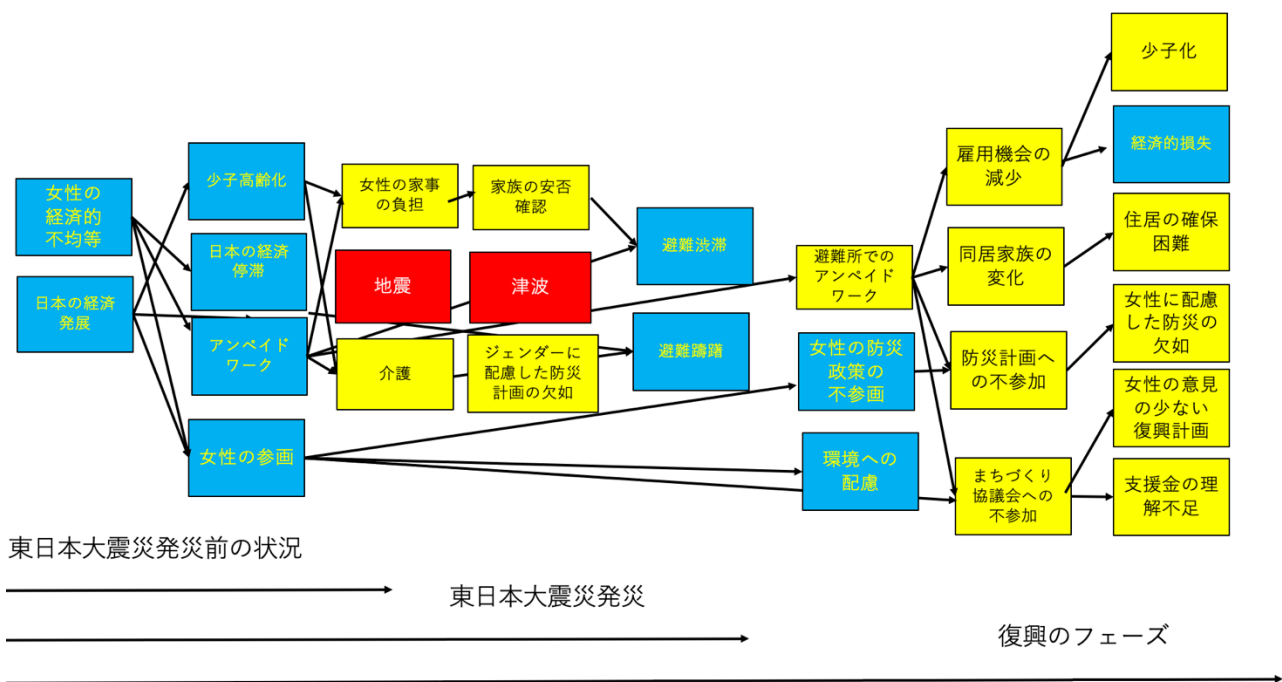 女性の
経済的
不均等
日本の経済
発展
少子高齢化
日本の経済
停滞
アンペイド
ワーク
女性の参画
女性の家事
の負担
地震
介護
家族の安否
確認
津波
ジェンダーに
配慮した防災
計画の欠如
避難渋滞
避難躊躇
避難所での
アンペイド
ワーク
女性の防災
政策の
不参画
環境への
配慮
雇用機会の
減少
同居家族の
変化
防災計画へ
の不参加
まちづくり
協議会への
不参加
少子化
経済的損失
住居の確保
困難
女性に配慮
した防災の
欠如
女性の意見
の少ない
復興計画
支援金の理
解不足
東日本大震災発災前の状況
東日本大震災発災
復興のフェーズ